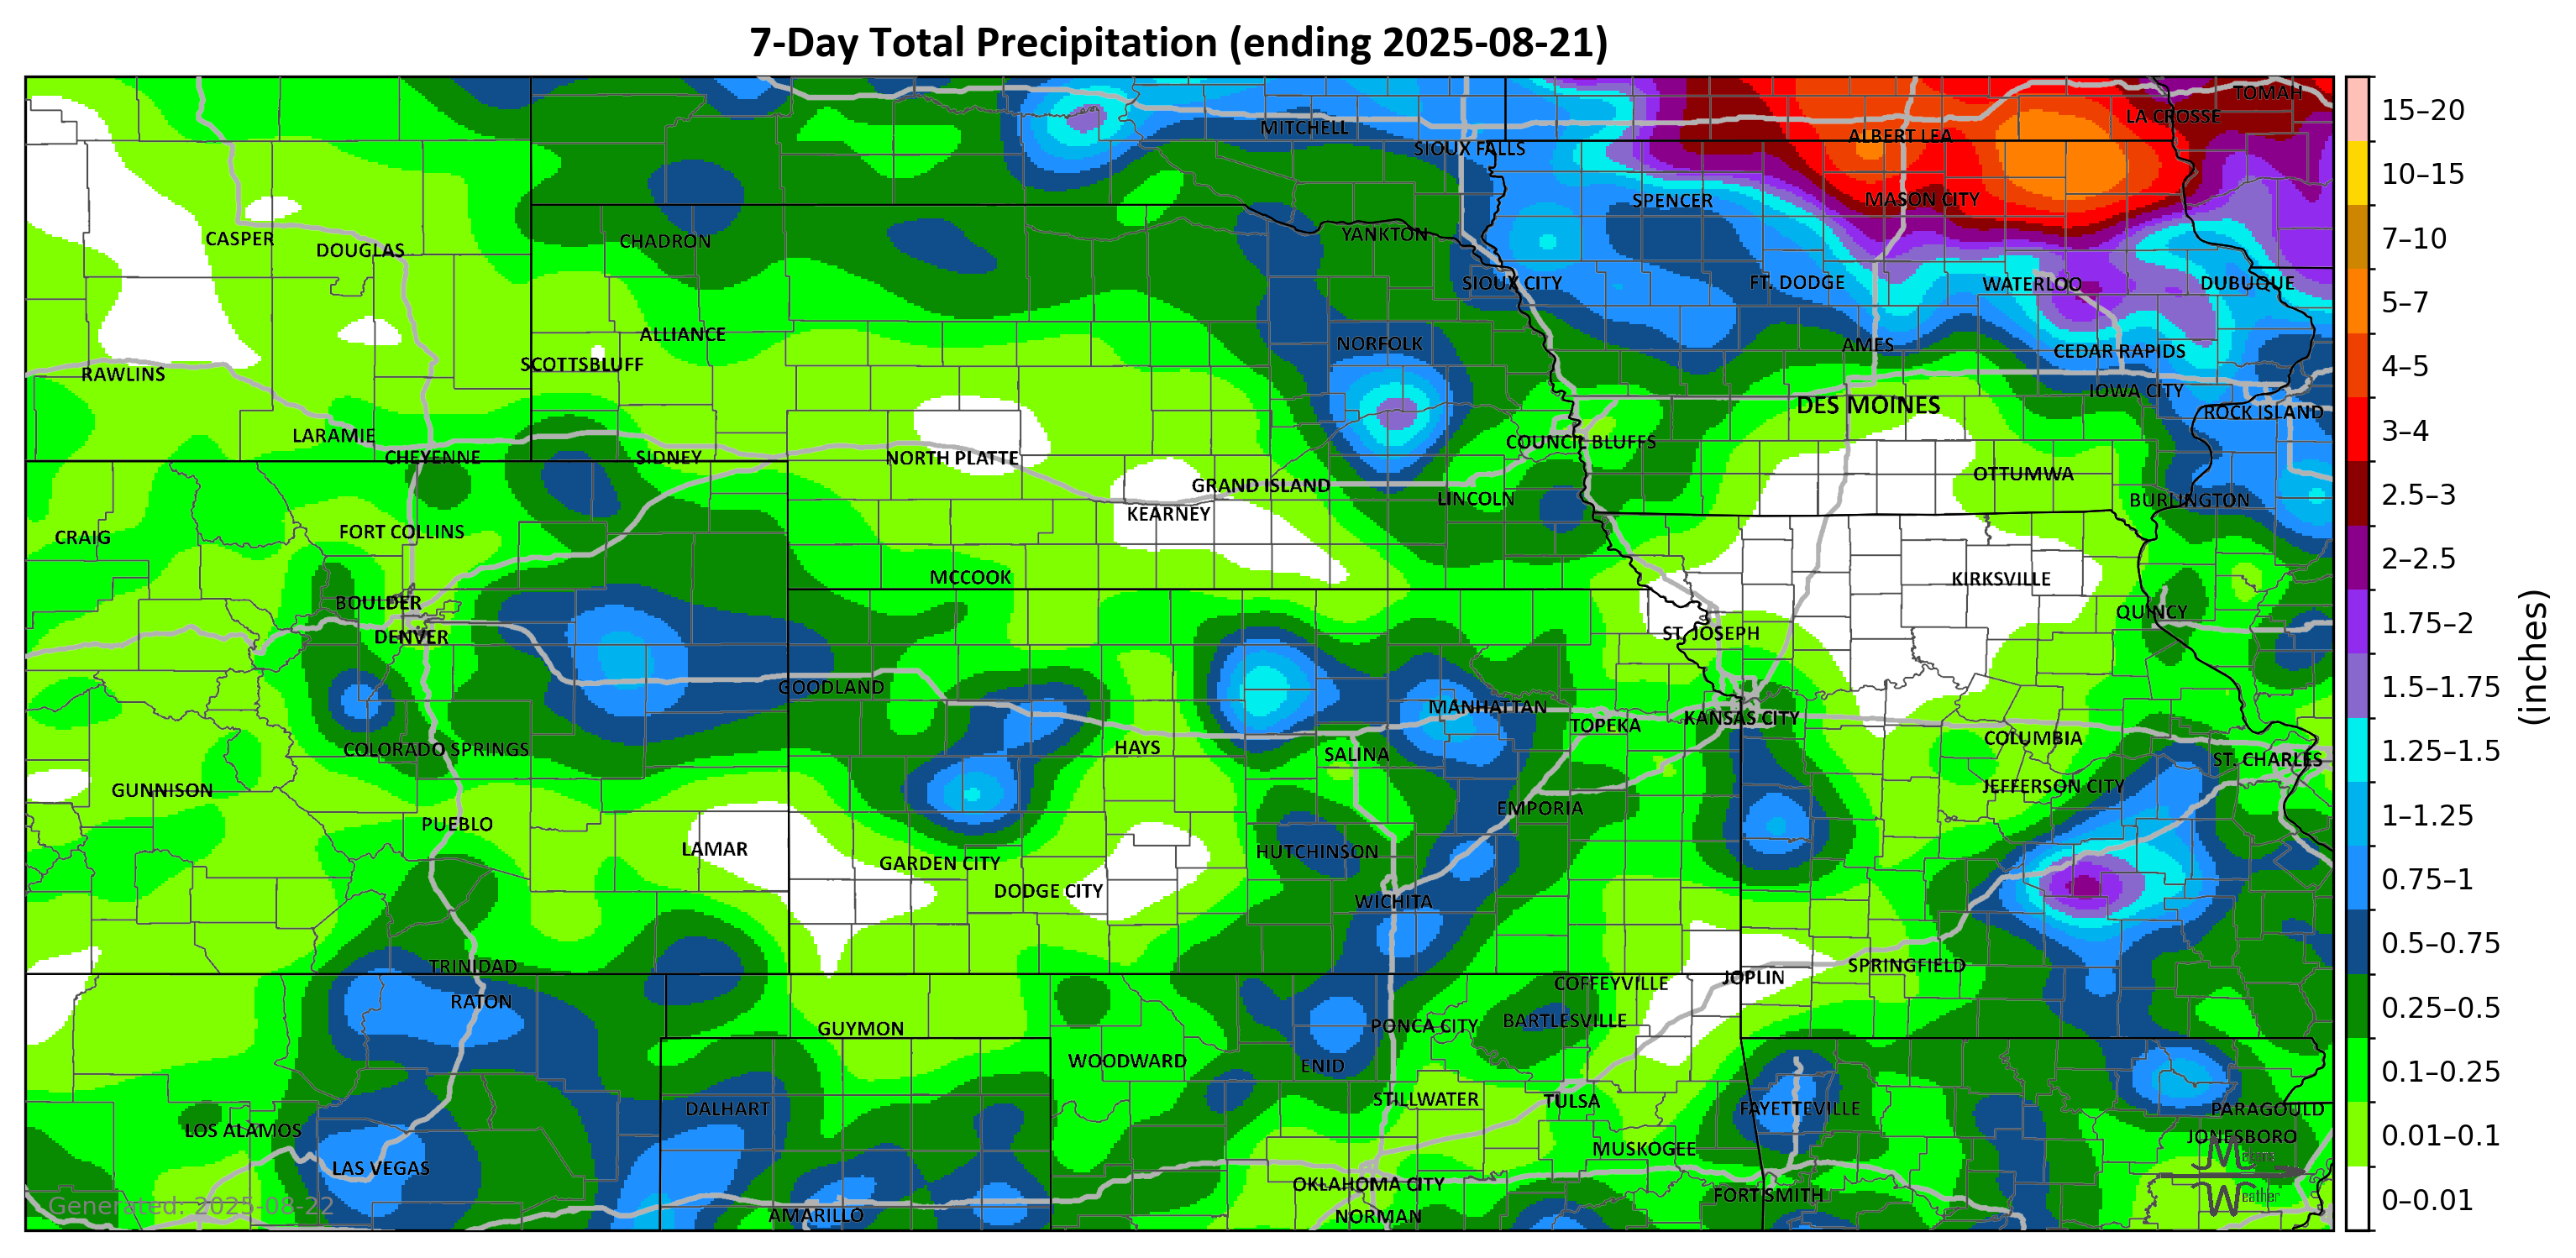 7-Day Total Precipitation (ending 2025-08-21)
TOMAH
LA CROSSE
MITCHELL
ALBERT LEA
SIOUX FALLS
SPENCER
MASON CITY
CASPER
DOUGLAS
CHADRON
YANKTON
SIOUX CITY
FT. DODGE
WATERLOO
DUBUQUE
ALLIANCE
NORFOLK
AMES
CEDAR RAPIDS
SCOTTSBLUFF
RAWLINS
IOWA CITY
DES MOINES
ROCK ISLAND
LARAMIE
COUNCIL BLUFFS
CHEYENNE
SIDNEY
NORTH PLATTE
OTTUMWA
GRAND ISLAND
LINCOLN
BURLINGTON
KEARNEY
CRAIG
FORT COLLINS
MCCOOK
KIRKSVILLE
BOULDER
QUINCY
DENVER
ST. JOSEPH
GOODLAND
MANHATTAN
KANSAS CITY
TOPEKA
COLUMBIA
COLORADO SPRINGS
HAYS
SALINA
ST. CHARLES
GUNNISON
JEFFERSON CITY
EMPORIA
PUEBLO
LAMAR
HUTCHINSON
GARDEN CITY
DODGE CITY
WICHITA
TRINIDAD
SPRINGFIELD
JOPLIN
COFFEYVILLE
RATON
BARTLESVILLE
GUYMON
PONCA CITY
WOODWARD
ENID
STILLWATER
TULSA
DALHART
FAYETTEVILLE
PARAGOULD
LOS ALAMOS
JONESBORO
MUSKOGEE
LAS VEGAS
OKLAHOMA CITY
FORT SMITH
AMARILLO
NORMAN
Generated: 2025-08-22
Weather
15–20
10–15
7–10
5–7
4–5
3–4
2.5–3
2–2.5
1.75–2
1.5–1.75
1.25–1.5
1–1.25
0.75–1
0.5–0.75
0.25–0.5
0.1–0.25
0.01–0.1
0–0.01
(inches)